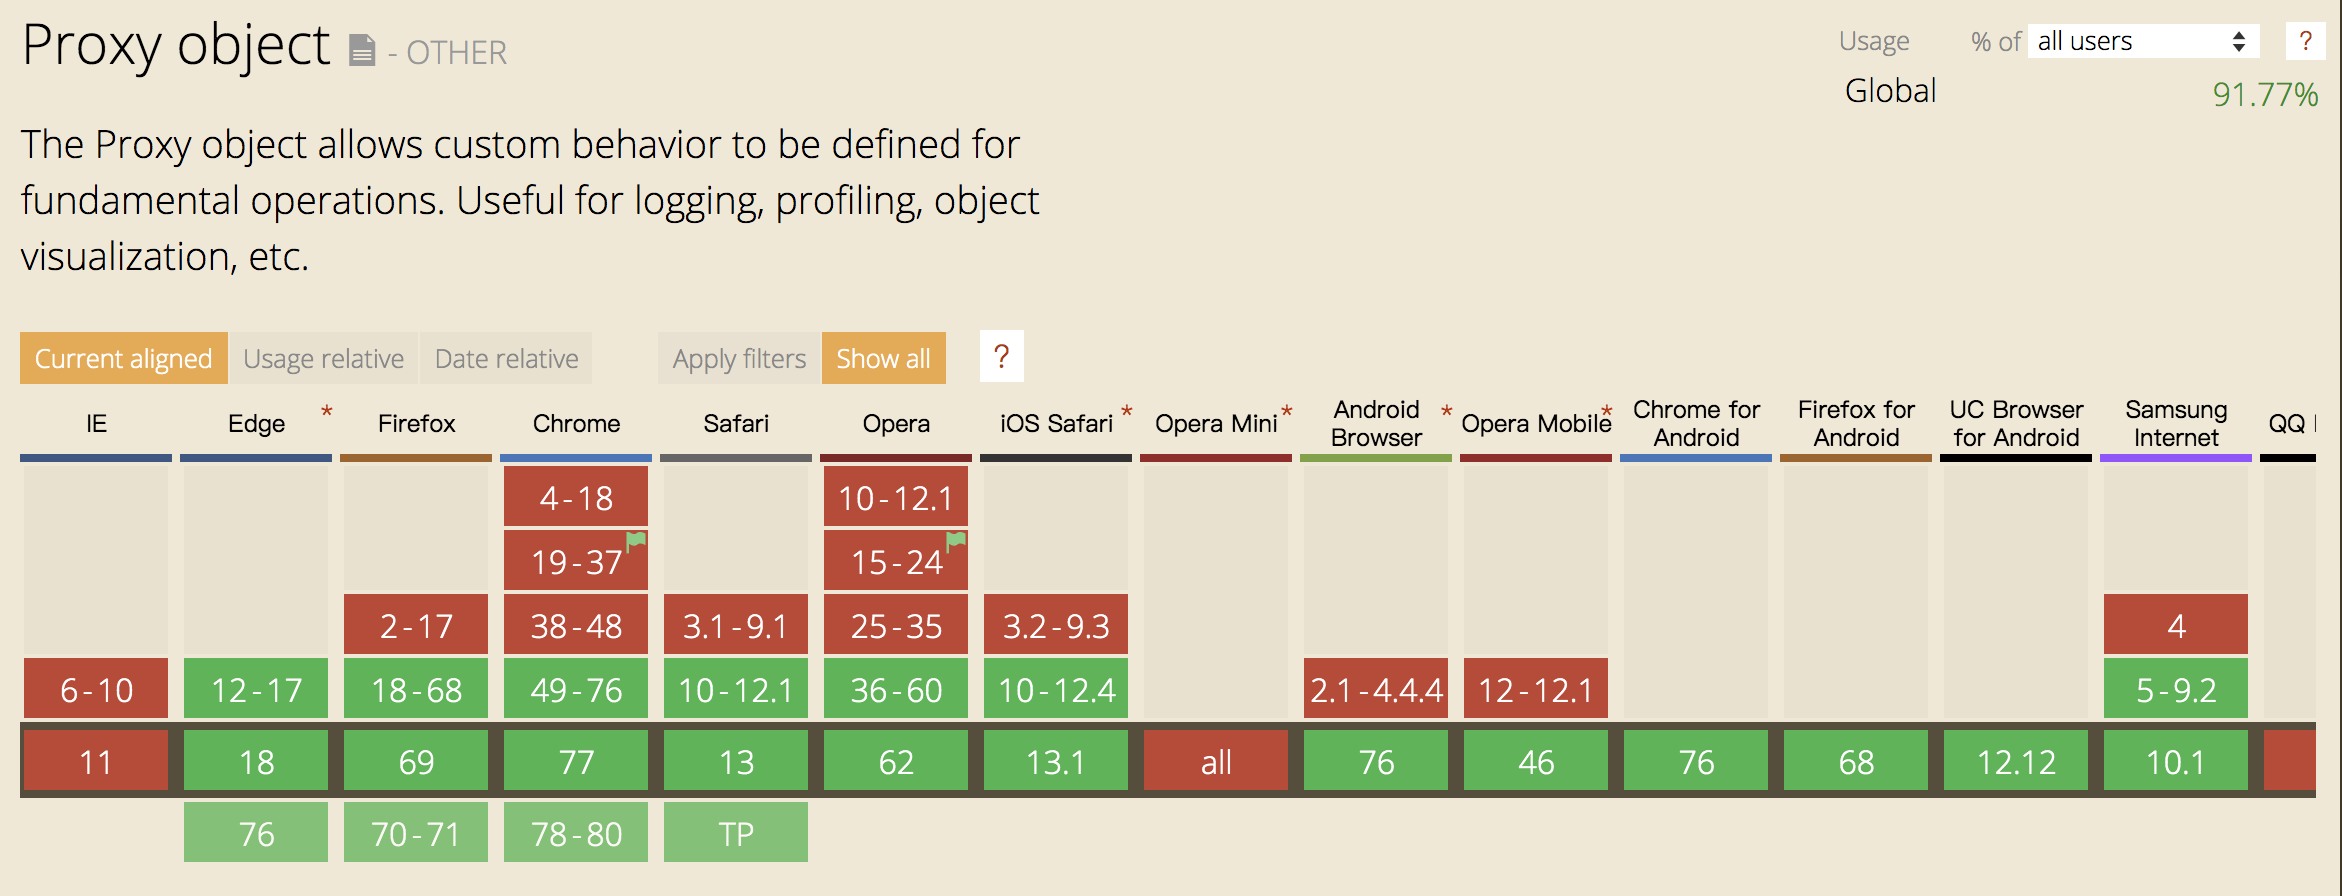 Proxy object - OTHER
Usage % of all users ?
Global 91.77%
The Proxy object allows custom behavior to be defined for
fundamental operations. Useful for logging, profiling, object
visualization, etc.
Current aligned Usage relative Date relative Apply filters Show all ?
IE Edge * Firefox Chrome Safari Opera iOS Safari * Opera Mini * Android Browser * Opera Mobile * Chrome for Android Firefox for Android UC Browser for Android Samsung Internet QQ
4-18 10-12.1
19-37 15-24
2-17 38-48 3.1-9.1 25-35 3.2-9.3 4
6-10 12-17 18-68 49-76 10-12.1 36-60 10-12.4 2.1-4.4.4 12-12.1 5-9.2
11 18 69 77 13 62 13.1 all 76 46 76 68 12.12 10.1
76 70-71 78-80 TP